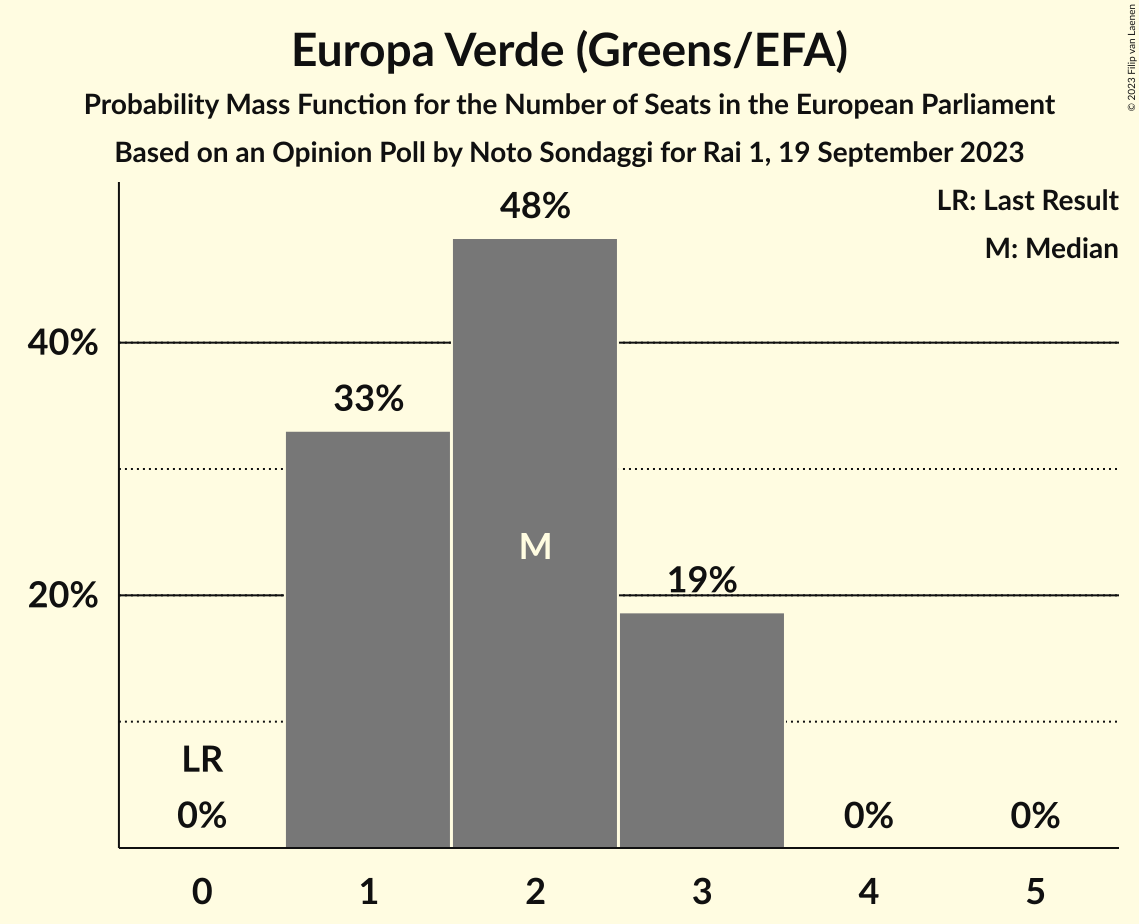 Europa Verde (Greens/EFA)
Probability Mass Function for the Number of Seats in the European Parliament
Based on an Opinion Poll by Noto Sondaggi for Rai 1, 19 September 2023
© 2023 Filip van Laenen
LR: Last Result
M: Median
48%
40%
33%
M
20%
19%
LR
0%
0%
0%
0 1 2 3 4 5